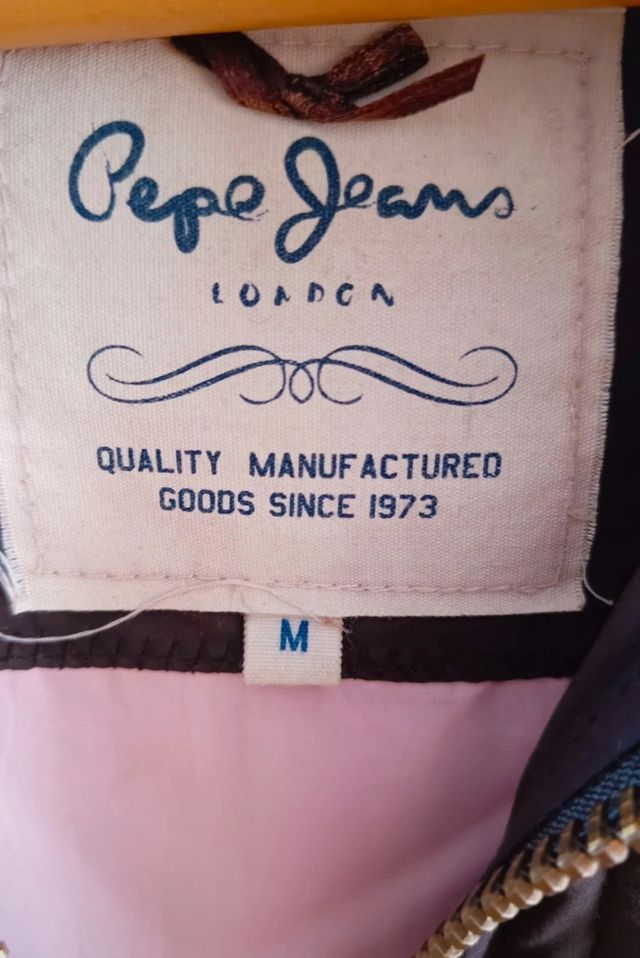 Pepe Jeans
LONDON
QUALITY MANUFACTURED
GOODS SINCE 1973
M